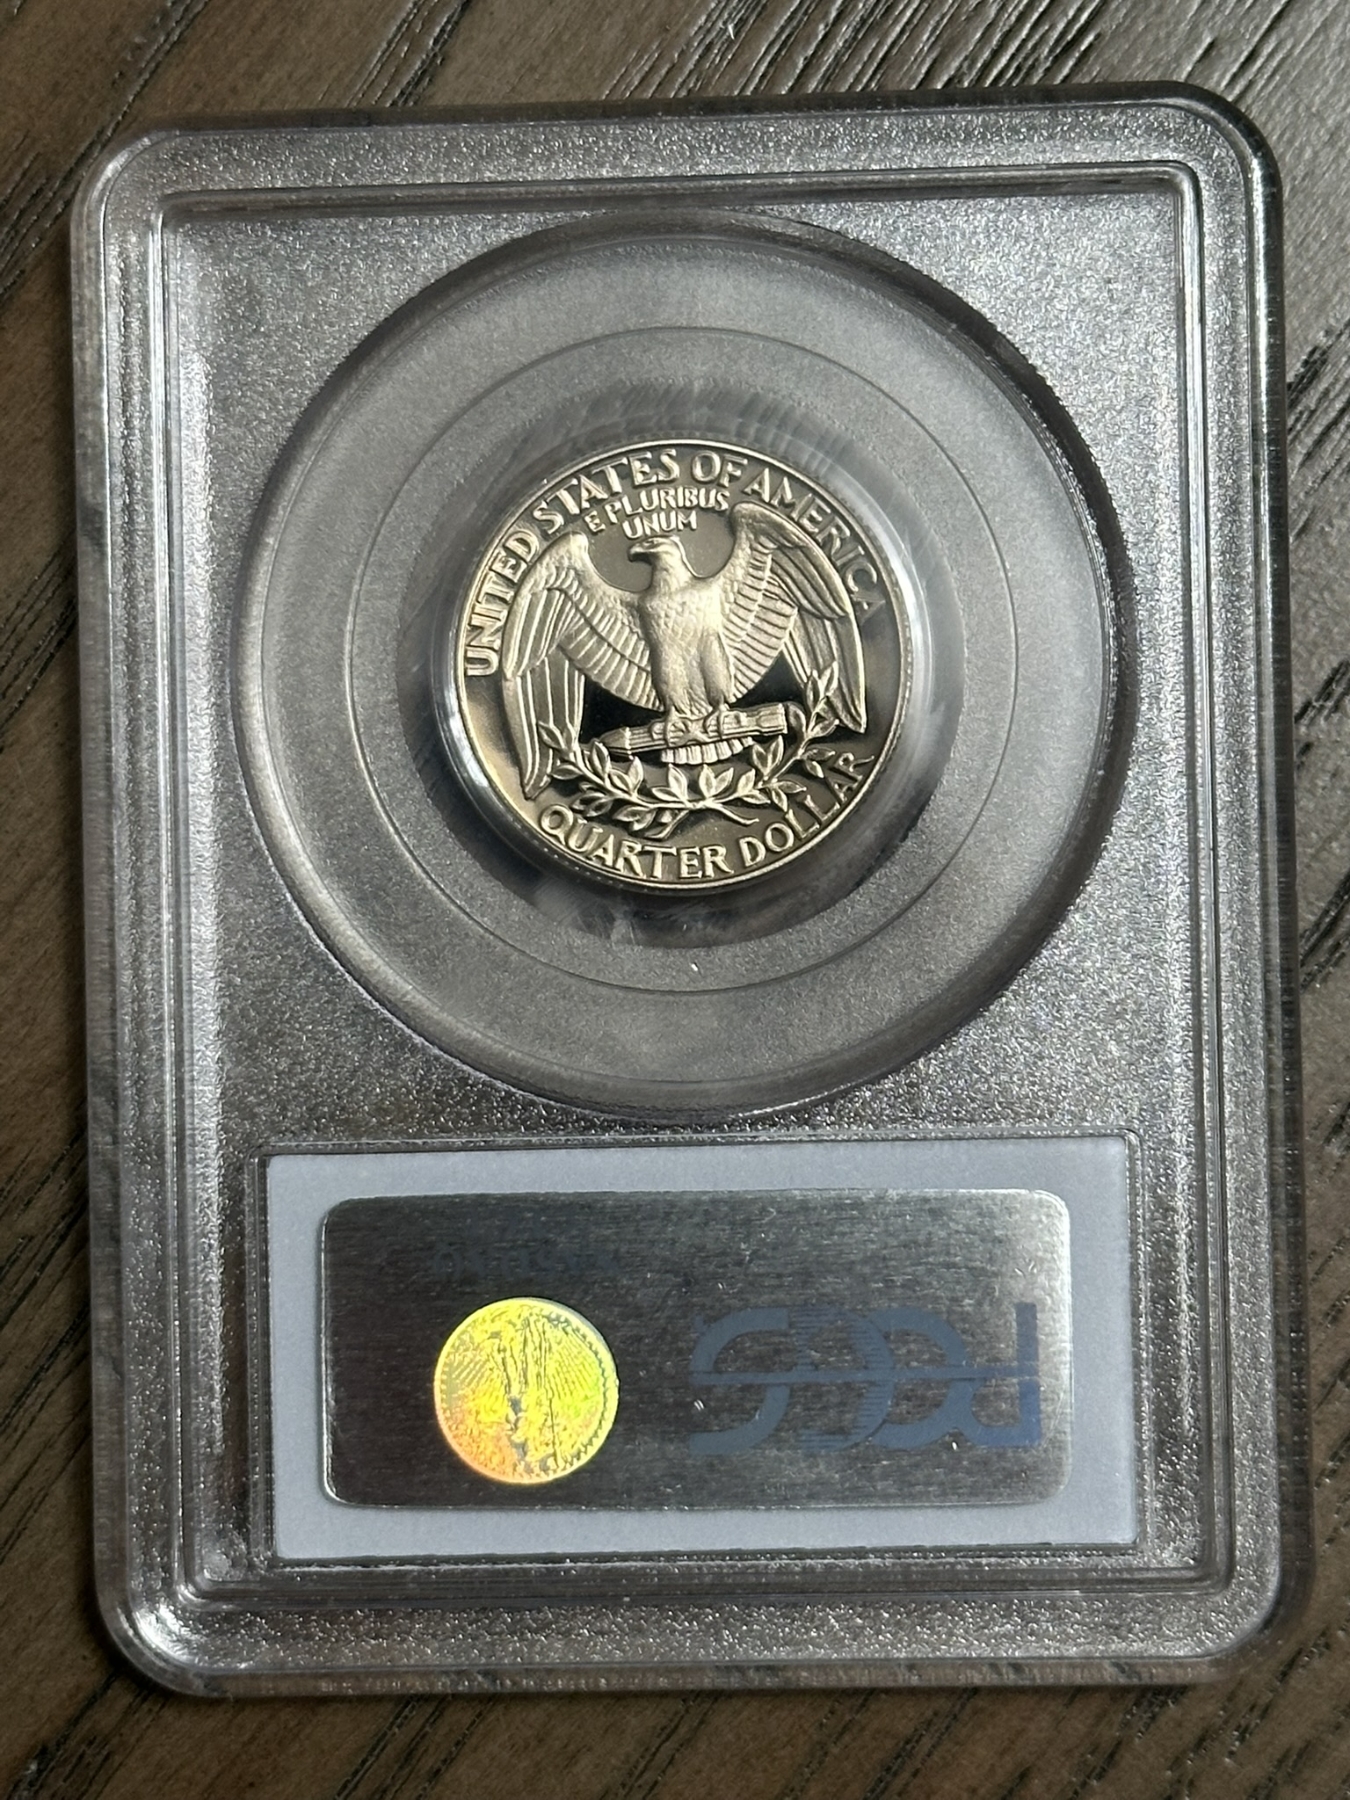 UNITED STATES OF AMERICA
E PLURIBUS
UNUM
QUARTER DOLLAR
PCGS